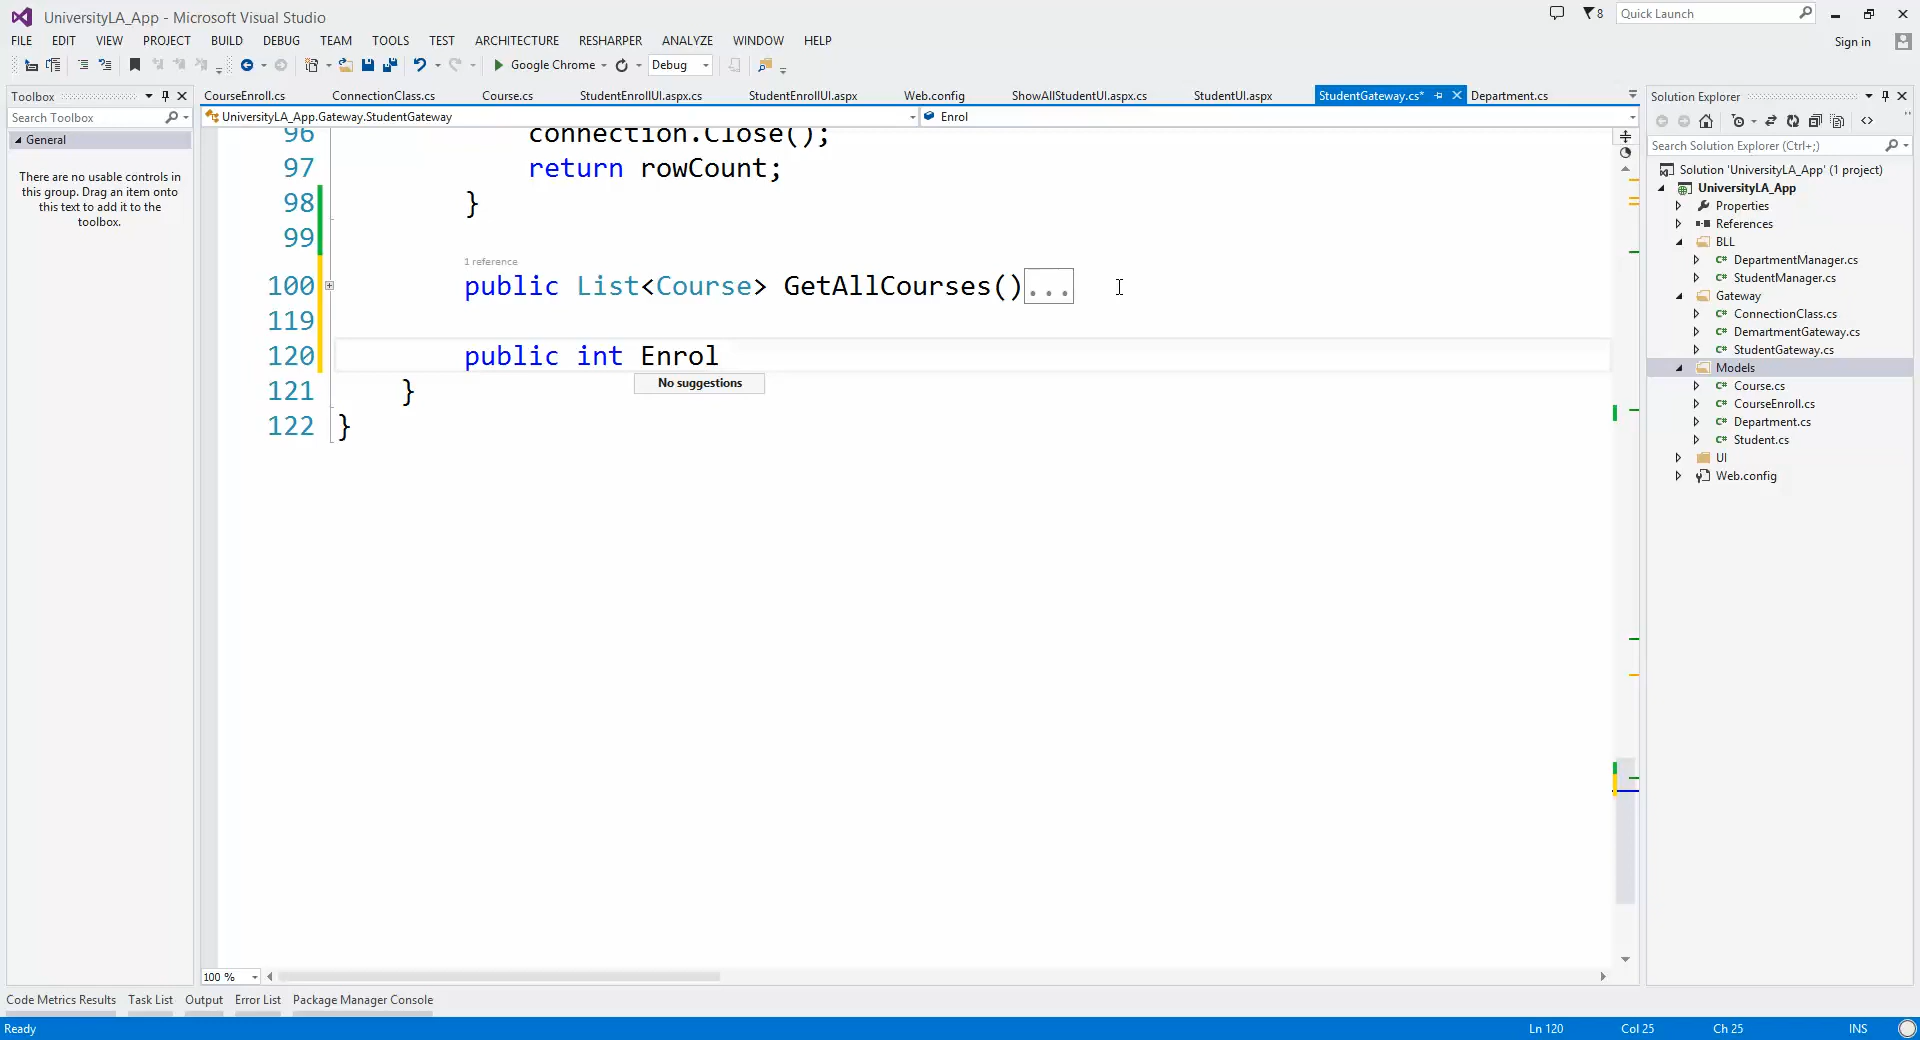 UniversityLA_App - Microsoft Visual Studio
8
Quick Launch
FILE EDIT VIEW PROJECT BUILD DEBUG TEAM TOOLS TEST ARCHITECTURE RESHARPER ANALYZE WINDOW HELP
Sign in
Google Chrome
Debug
Toolbox
CourseEnroll.cs ConnectionClass.cs Course.cs StudentEnrollUI.aspx.cs StudentEnrollUI.aspx Web.config ShowAllStudentUI.aspx.cs StudentUI.aspx StudentGateway.cs* Department.cs
Search Toolbox
UniversityLA_App.Gateway.StudentGateway
Enrol
General
There are no usable controls in
this group. Drag an item onto
this text to add it to the
toolbox.
96 connection.Close();
97 return rowCount;
98 }
99
1 reference
100 public List<Course> GetAllCourses()...
119
120 public int Enrol
No suggestions
121 }
122 }
Solution Explorer
Search Solution Explorer (Ctrl+;)
Solution 'UniversityLA_App' (1 project)
UniversityLA_App
Properties
References
BLL
DepartmentManager.cs
StudentManager.cs
Gateway
ConnectionClass.cs
DemartmentGateway.cs
StudentGateway.cs
Models
Course.cs
CourseEnroll.cs
Department.cs
Student.cs
UI
Web.config
100 %
Code Metrics Results Task List Output Error List Package Manager Console
Ready
Ln 120 Col 25 Ch 25 INS